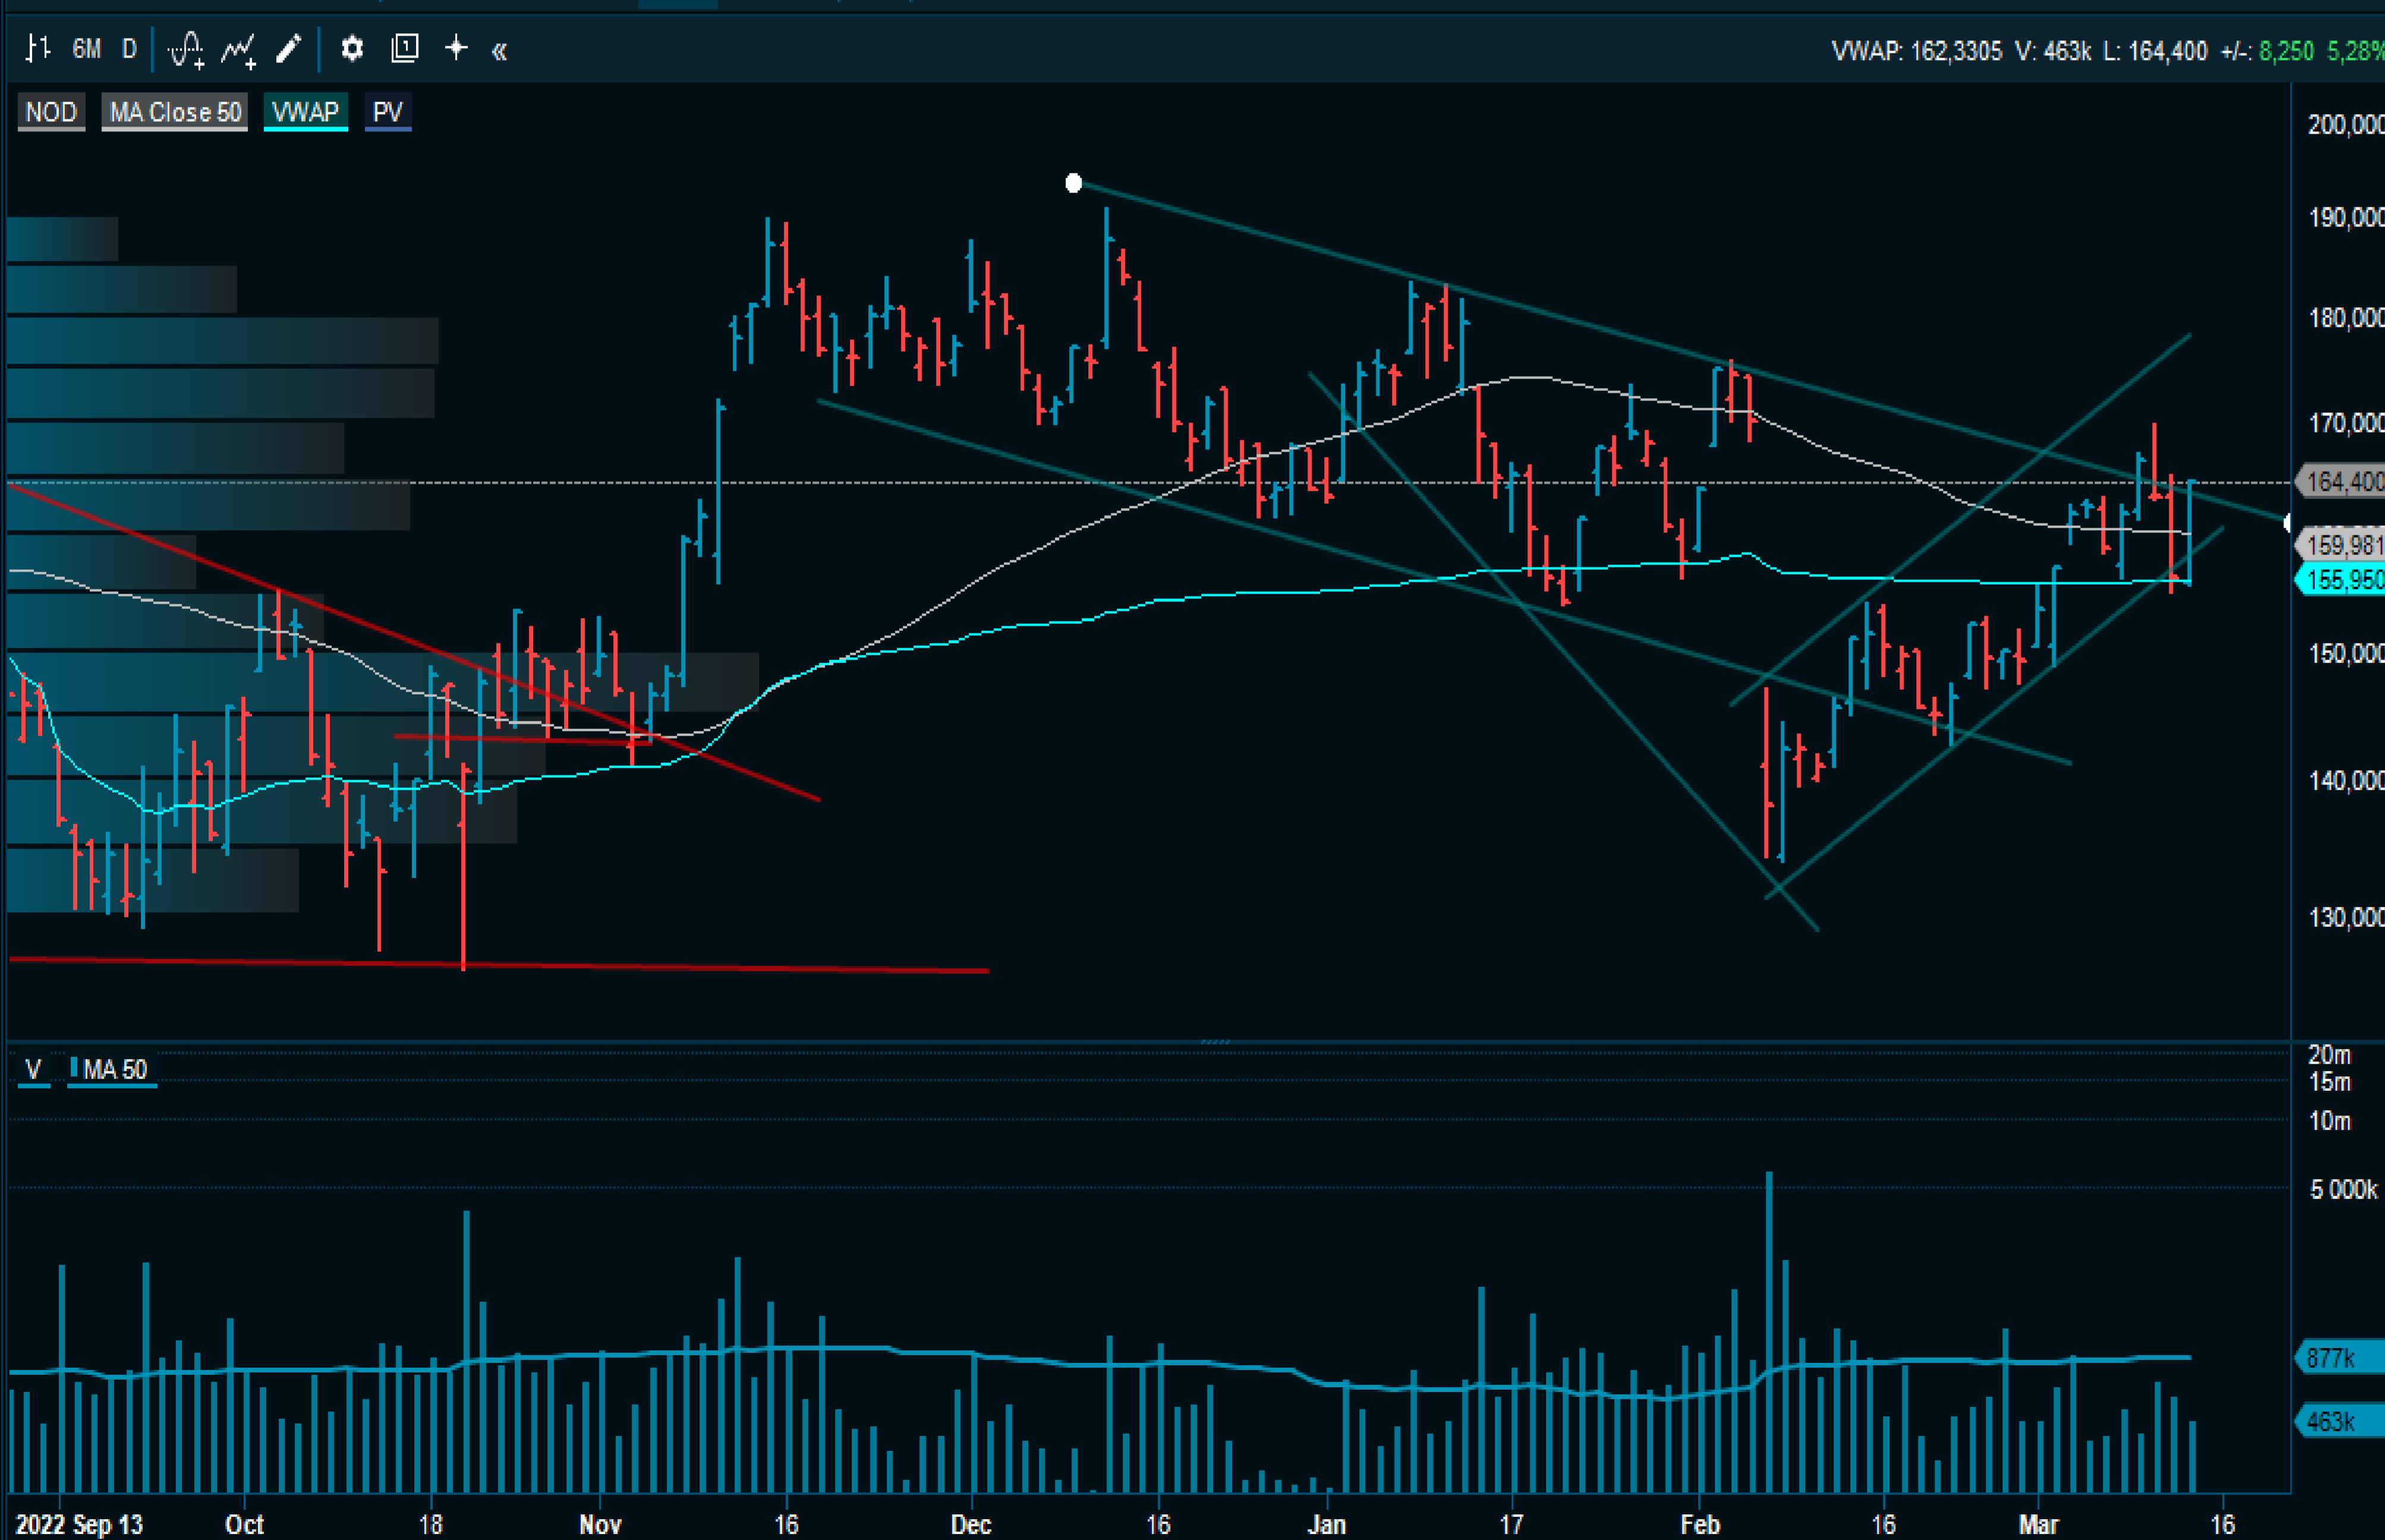 6M D VWAP: 162,3305 V: 463k L: 164,400 +/-: 8,250 5,28%
NOD MA Close 50 VWAP PV
200,000
190,000
180,000
170,000
164,400
159,981
155,950
150,000
140,000
130,000
V MA 50
20m
15m
10m
5 000k
877k
463k
2022 Sep 13 Oct 18 Nov 16 Dec 16 Jan 17 Feb 16 Mar 16